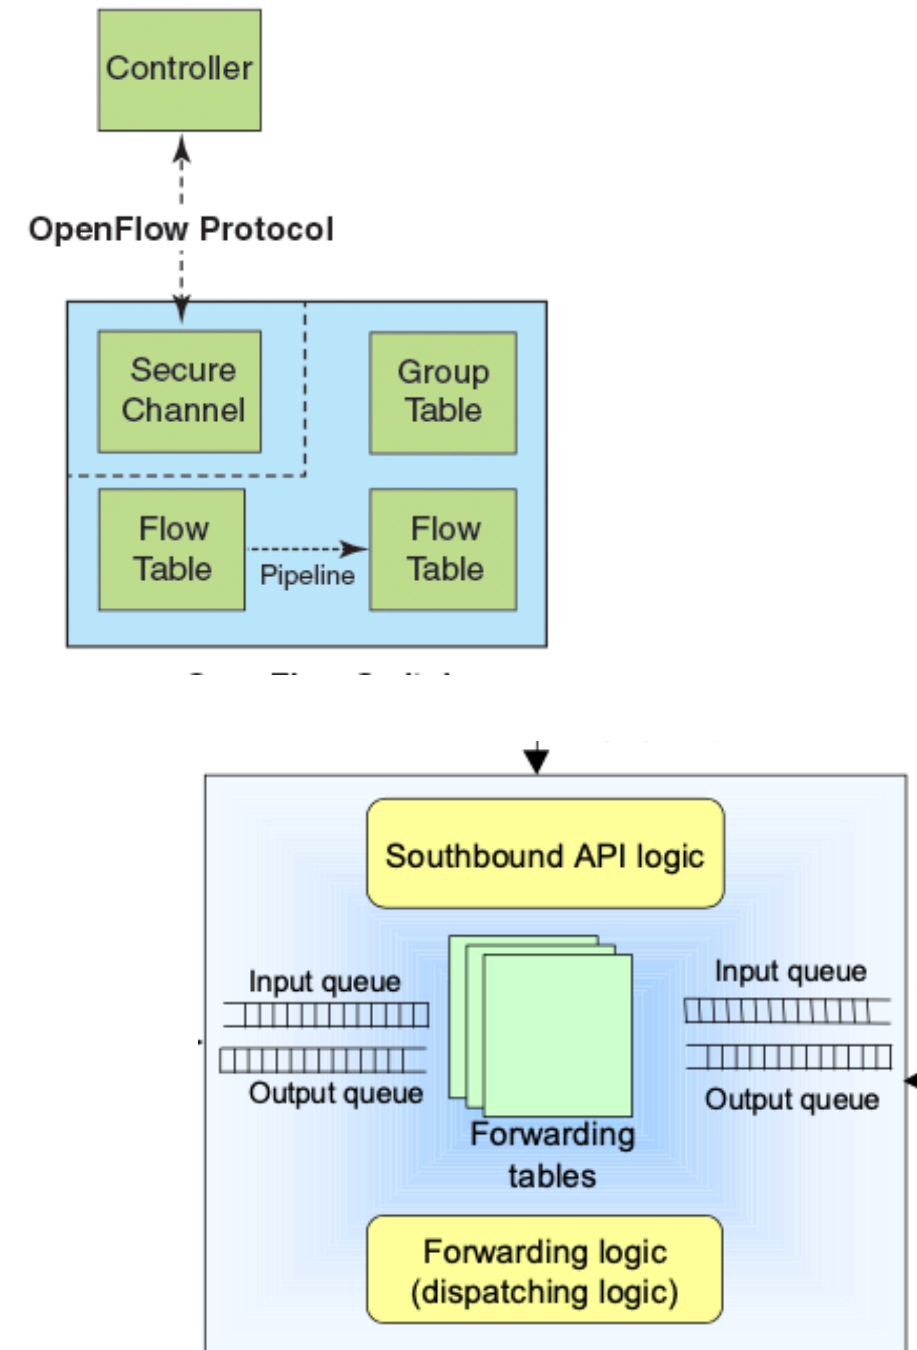 Controller
OpenFlow Protocol
Secure
Channel
Group
Table
Flow
Table
Pipeline
Flow
Table
Southbound API logic
Input queue
Output queue
Input queue
Output queue
Forwarding
tables
Forwarding logic
(dispatching logic)